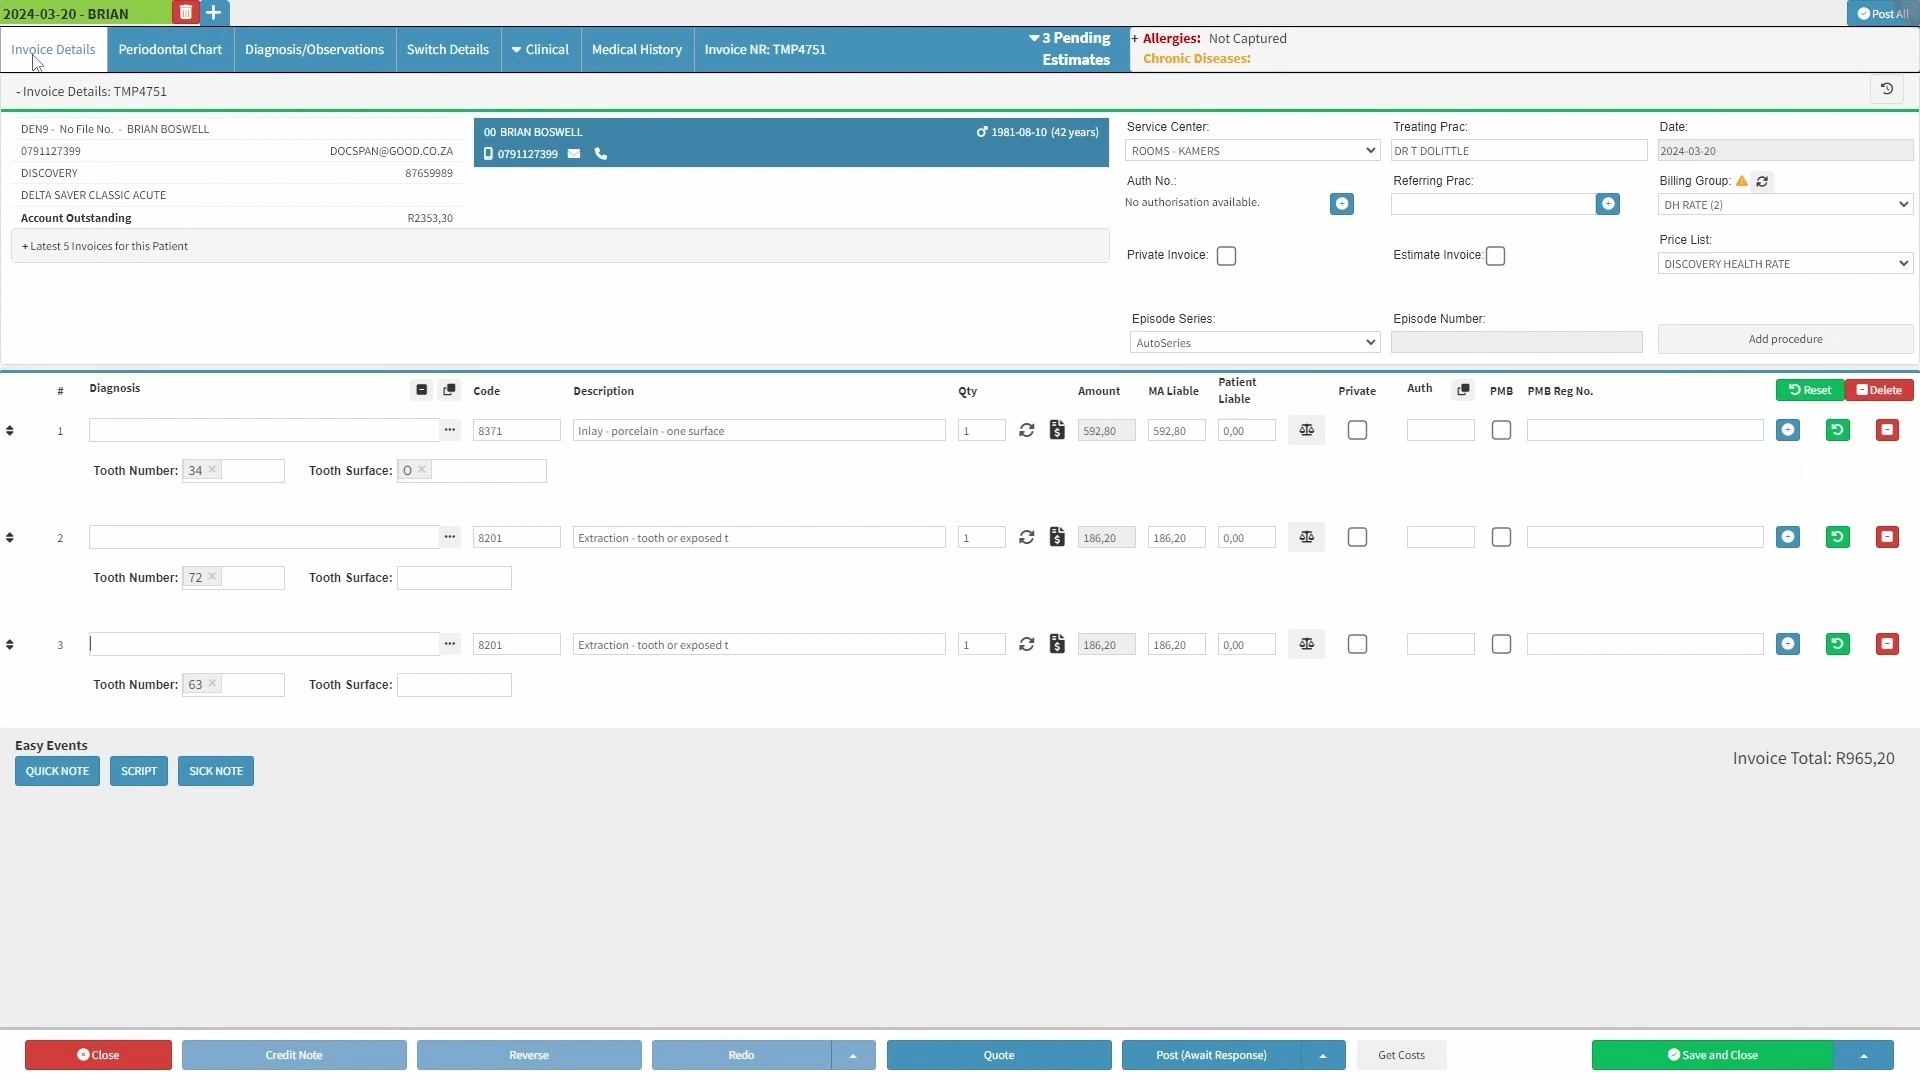 2024-03-20 - BRIAN
Post All
Invoice Details
Periodontal Chart
Diagnosis/Observations
Switch Details
Clinical
Medical History
Invoice NR: TMP4751
3 Pending
Estimates
+ Allergies: Not Captured
Chronic Diseases:
- Invoice Details: TMP4751
DEN9 - No File No. - BRIAN BOSWELL
0791127399 DOCSPAN@GOOD.CO.ZA
DISCOVERY 87659989
DELTA SAVER CLASSIC ACUTE
Account Outstanding R2353,30
+ Latest 5 Invoices for this Patient
00 BRIAN BOSWELL 1981-08-10 (42 years)
0791127399
Service Center: Treating Prac: Date:
ROOMS - KAMERS DR T DOLITTLE 2024-03-20
Auth No.: Referring Prac: Billing Group:
No authorisation available. DH RATE (2)
Price List:
Private Invoice: Estimate Invoice: DISCOVERY HEALTH RATE
Episode Series: Episode Number:
AutoSeries Add procedure
# Diagnosis Code Description Qty Amount MA Liable Patient Liable Private Auth PMB PMB Reg No. Reset Delete
1 ... 8371 Inlay - porcelain - one surface 1 592,80 592,80 0,00
Tooth Number: 34 × Tooth Surface: O ×
2 ... 8201 Extraction - tooth or exposed t 1 186,20 186,20 0,00
Tooth Number: 72 × Tooth Surface:
3 ... 8201 Extraction - tooth or exposed t 1 186,20 186,20 0,00
Tooth Number: 63 × Tooth Surface:
Easy Events
QUICK NOTE SCRIPT SICK NOTE
Invoice Total: R965,20
Close Credit Note Reverse Redo Quote Post (Await Response) Get Costs Save and Close